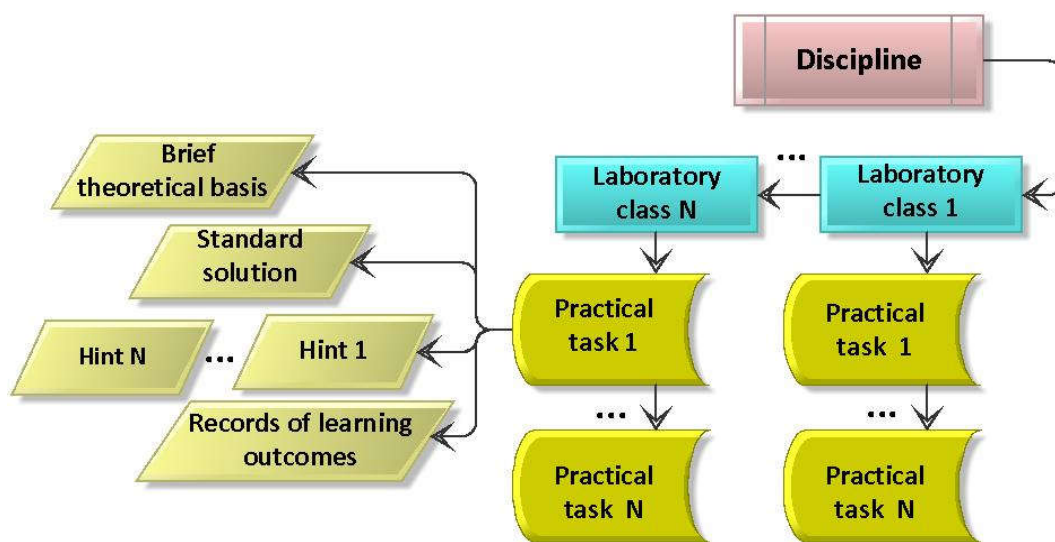 Discipline
...
Laboratory
class N
Laboratory
class 1
Brief
theoretical basis
Standard
solution
Hint N
...
Hint 1
Records of learning
outcomes
Practical
task 1
Practical
task 1
...
...
Practical
task N
Practical
task N